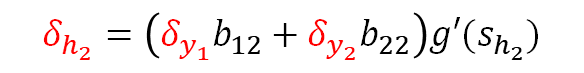 δ_{h_2} = (δ_{y_1} b_{12} + δ_{y_2} b_{22}) g′(s_{h_2})